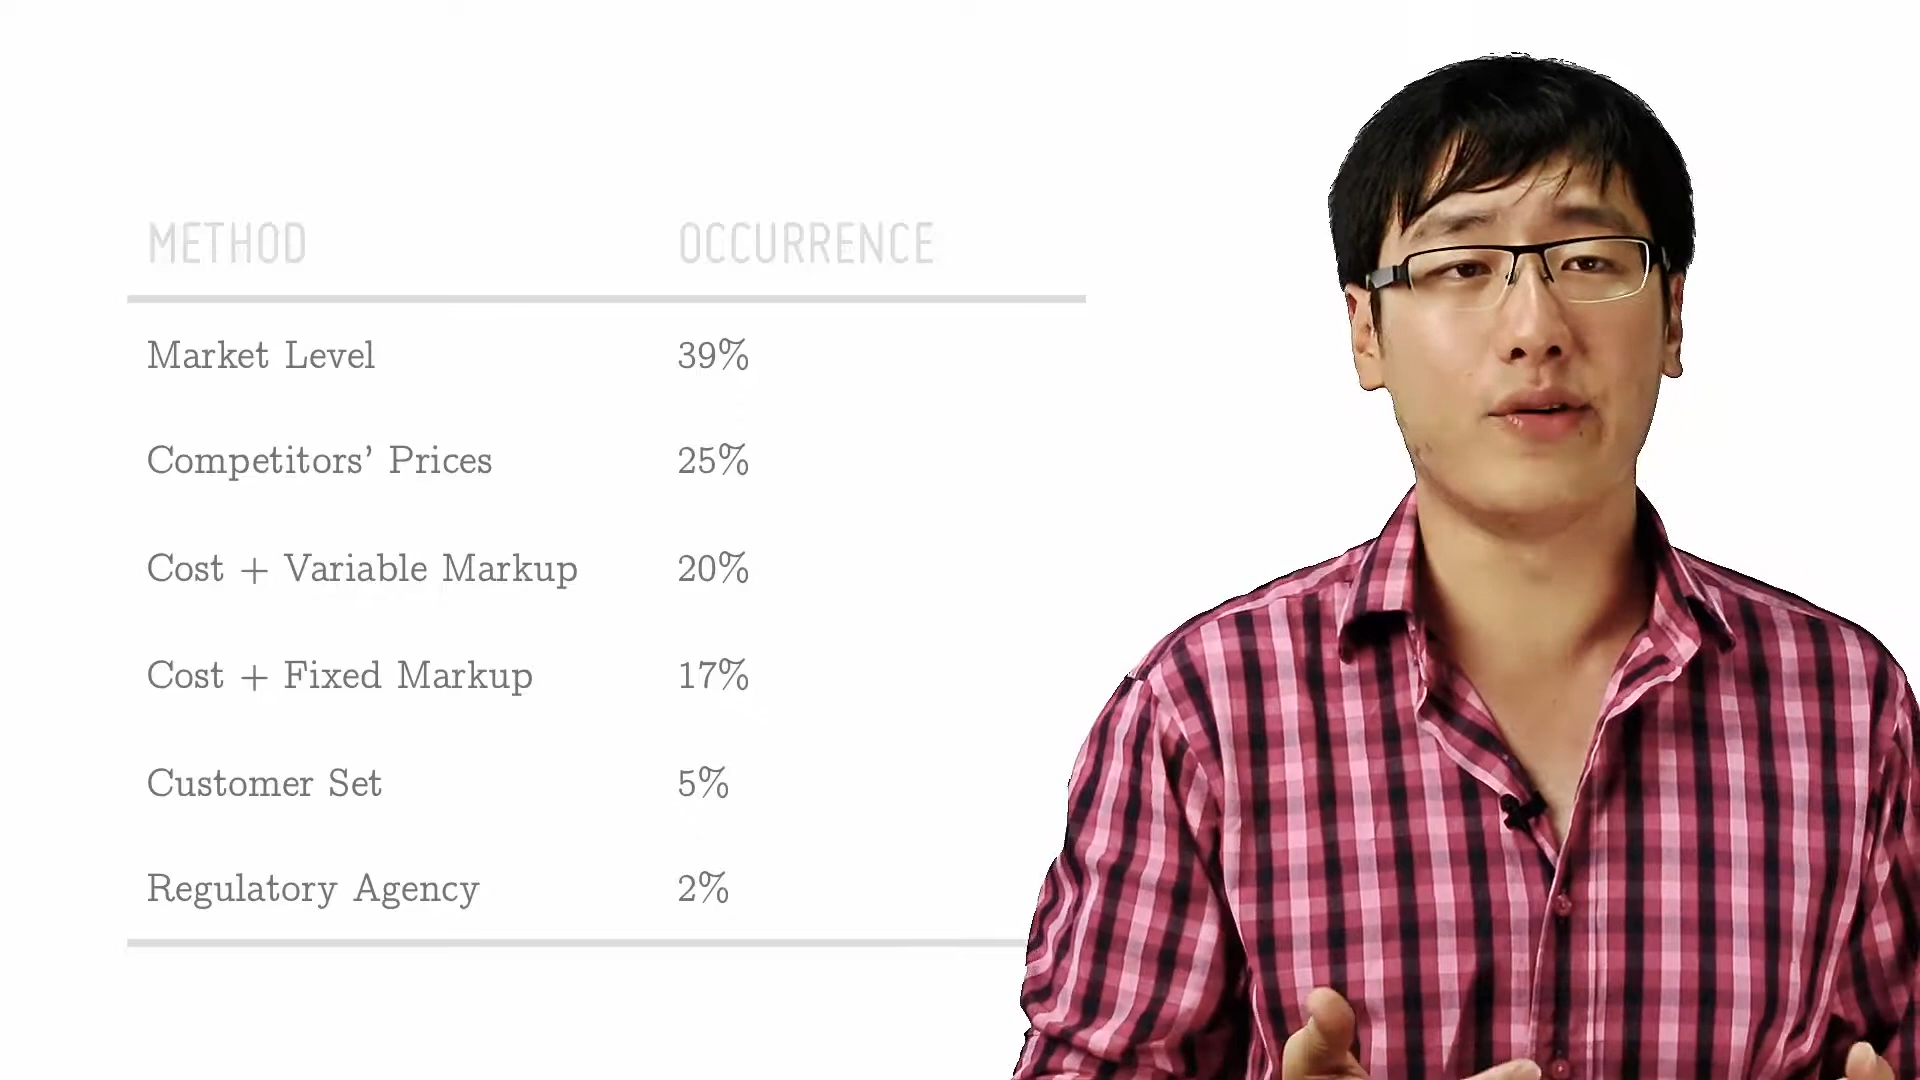 METHOD OCCURRENCE
Market Level 39%
Competitors' Prices 25%
Cost + Variable Markup 20%
Cost + Fixed Markup 17%
Customer Set 5%
Regulatory Agency 2%